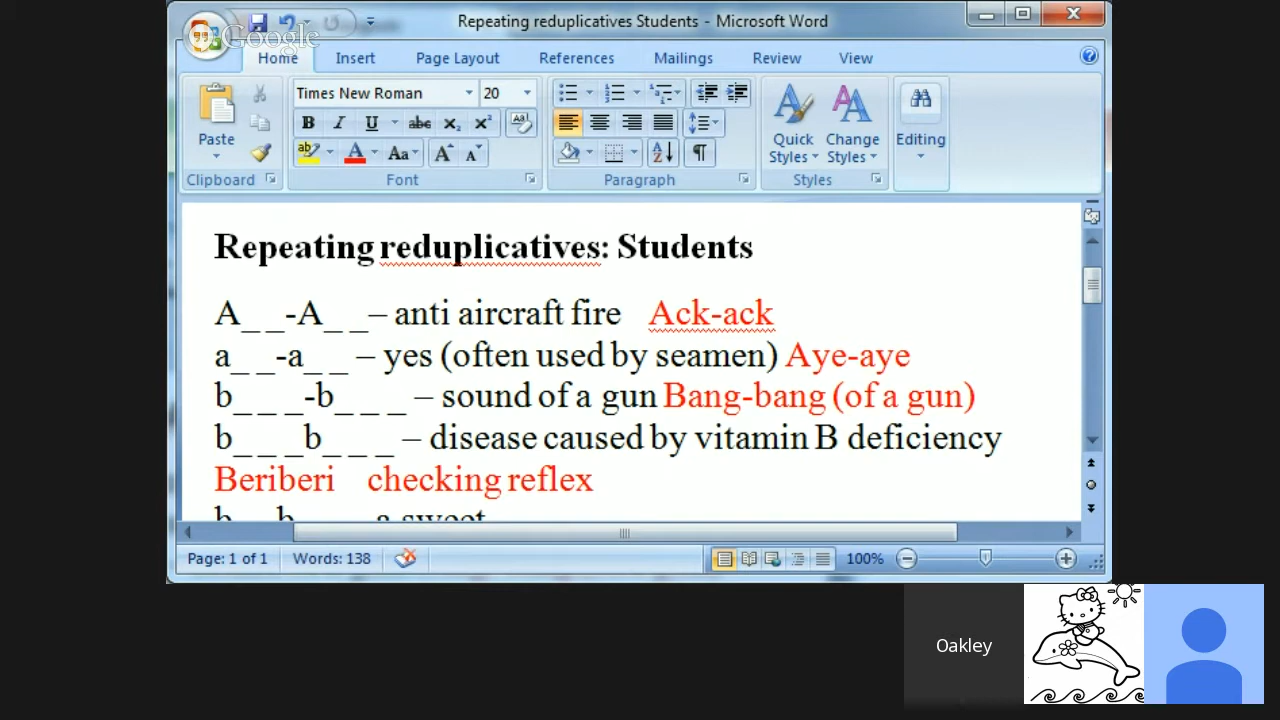 Repeating reduplicatives Students - Microsoft Word
Google
Home Insert Page Layout References Mailings Review View
Times New Roman 20
Paste
Quick Styles
Change Styles
Editing
Clipboard Font Paragraph Styles
Repeating reduplicatives: Students
A_ _-A_ _– anti aircraft fire Ack-ack
a_ _-a_ _ – yes (often used by seamen) Aye-aye
b_ _ _-b_ _ _ – sound of a gun Bang-bang (of a gun)
b_ _ _b_ _ _ – disease caused by vitamin B deficiency
Beriberi checking reflex
a sweet
Page: 1 of 1 Words: 138 100%
Oakley